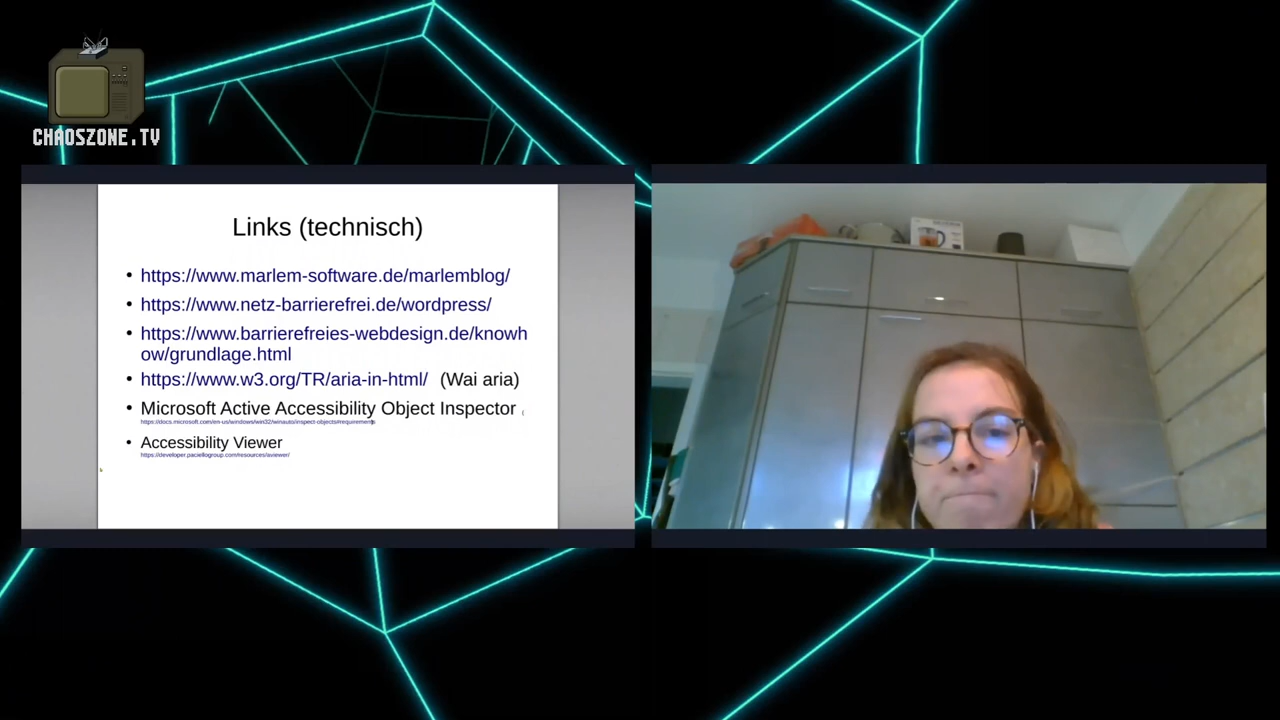 CHAOSZONE.TV
Links (technisch)
• https://www.marlem-software.de/marlemblog/
• https://www.netz-barrierefrei.de/wordpress/
• https://www.barrierefreies-webdesign.de/knowh
ow/grundlage.html
• https://www.w3.org/TR/aria-in-html/ (Wai aria)
• Microsoft Active Accessibility Object Inspector (
https://docs.microsoft.com/en-us/windows/win32/winauto/inspect-objects#requirements
• Accessibility Viewer
https://developer.paciellogroup.com/resources/aviewer/